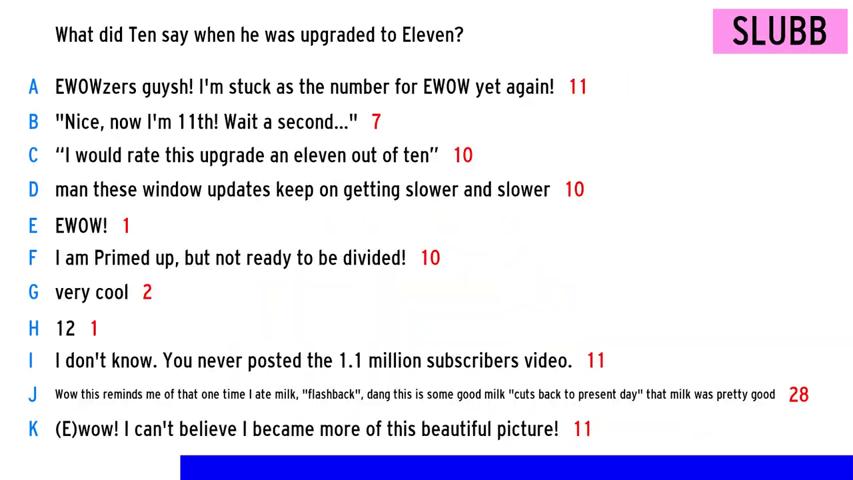 What did Ten say when he was upgraded to Eleven?
SLUBB
A EWOWzers guysh! I'm stuck as the number for EWOW yet again! 11
B "Nice, now I'm 11th! Wait a second..." 7
C “I would rate this upgrade an eleven out of ten” 10
D man these window updates keep on getting slower and slower 10
E EWOW! 1
F I am Primed up, but not ready to be divided! 10
G very cool 2
H 12 1
I I don't know. You never posted the 1.1 million subscribers video. 11
J Wow this reminds me of that one time I ate milk, "flashback", dang this is some good milk "cuts back to present day" that milk was pretty good 28
K (E)wow! I can't believe I became more of this beautiful picture! 11